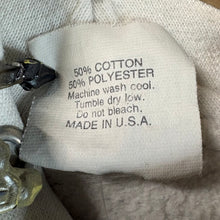 50% COTTON
50% POLYESTER
Machine wash cool.
Tumble dry low.
Do not bleach.
MADE IN U.S.A.